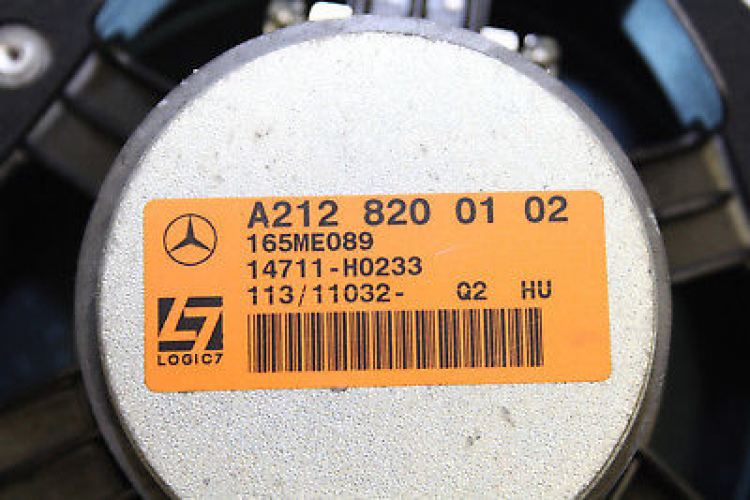 A212 820 01 02
165ME089
14711-H0233
113/11032- Q2 HU
LOGIC7